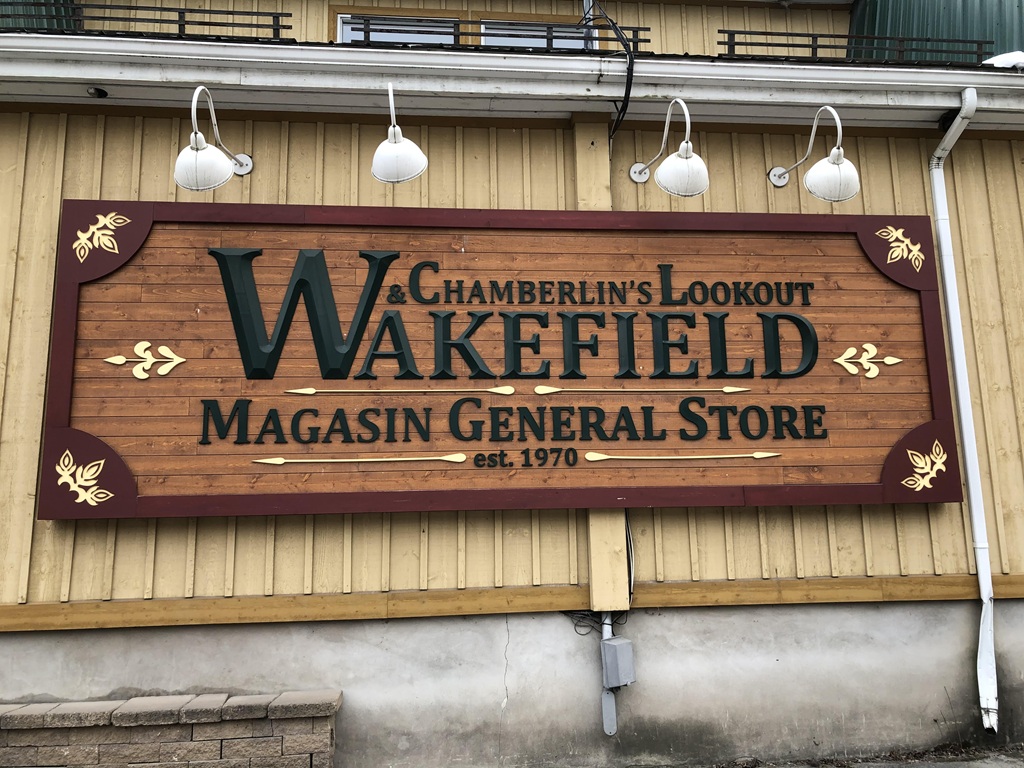 & Chamberlin's Lookout
Wakefield
Magasin General Store
est. 1970